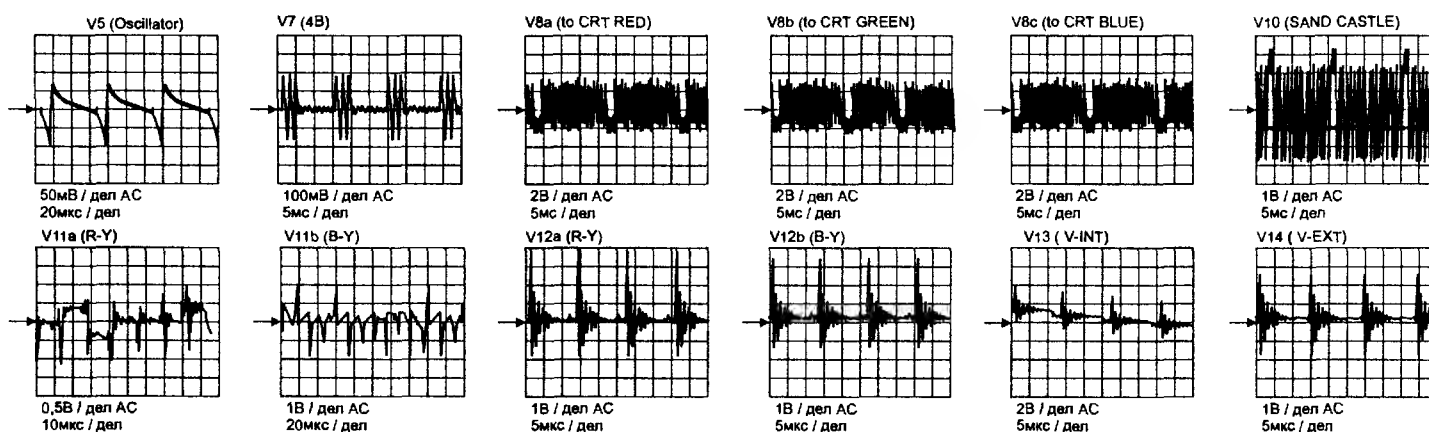 V5 (Oscillator)
V7 (4В)
V8a (to CRT RED)
V8b (to CRT GREEN)
V8c (to CRT BLUE)
V10 (SAND CASTLE)
50мВ / дел AC
20мкс / дел
100мВ / дел AC
5мс / дел
2В / дел AC
5мс / дел
2В / дел AC
5мс / дел
2В / дел AC
5мс / дел
1В / дел AC
5мс / дел
V11a (R-Y)
V11b (B-Y)
V12a (R-Y)
V12b (B-Y)
V13 ( V-INT)
V14 ( V-EXT)
0,5В / дел AC
10мкс / дел
1В / дел AC
20мкс / дел
1В / дел AC
5мкс / дел
1В / дел AC
5мкс / дел
2В / дел AC
5мкс / дел
1В / дел AC
5мкс / дел